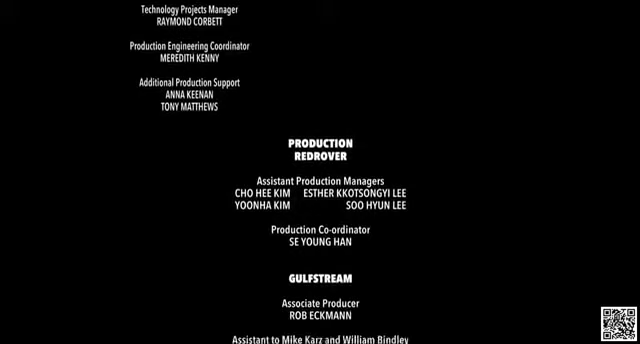 Technology Projects Manager
RAYMOND CORBETT
Production Engineering Coordinator
MEREDITH KENNY
Additional Production Support
ANNA KEENAN
TONY MATTHEWS
PRODUCTION
REDROVER
Assistant Production Managers
CHO HEE KIM ESTHER KKOTSONGYI LEE
YOONHA KIM SOO HYUN LEE
Production Co-ordinator
SE YOUNG HAN
GULFSTREAM
Associate Producer
ROB ECKMANN
Assistant to Mike Karz and William Bindley